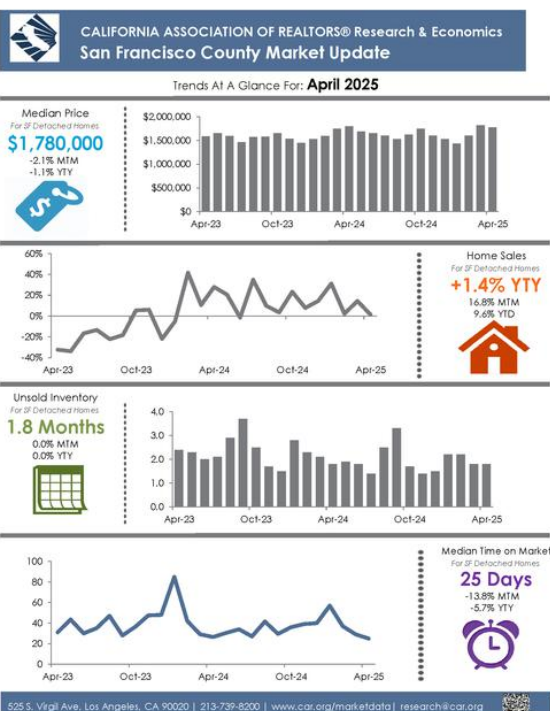 CALIFORNIA ASSOCIATION OF REALTORS® Research & Economics
San Francisco County Market Update
Trends At A Glance For: April 2025
Median Price
For SF Detached Homes
$1,780,000
-2.1% MTM
-1.1% YTY
$
$2,000,000
$1,500,000
$1,000,000
$500,000
$0
Apr-23
Oct-23
Apr-24
Oct-24
Apr-25
60%
40%
20%
0%
-20%
-40%
Apr-23
Oct-23
Apr-24
Oct-24
Apr-25
Home Sales
For SF Detached Homes
+1.4% YTY
16.8% MTM
9.6% YTD
Unsold Inventory
For SF Detached Homes
1.8 Months
0.0% MTM
0.0% YTY
4.0
3.0
2.0
1.0
0.0
Apr-23
Oct-23
Apr-24
Oct-24
Apr-25
100
80
60
40
20
0
Apr-23
Oct-23
Apr-24
Oct-24
Apr-25
Median Time on Market
For SF Detached Homes
25 Days
-13.8% MTM
-5.7% YTY
525 S. Virgil Ave. Los Angeles, CA 90020 | 213-739-8200 | www.car.org/marketdata| research@car.org